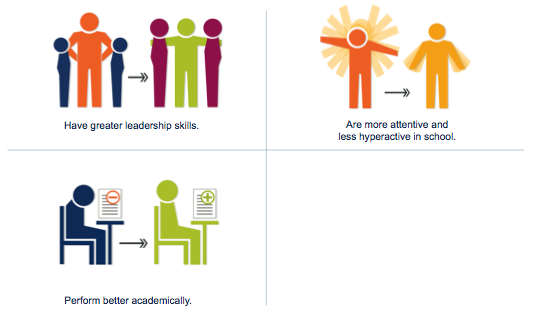 Have greater leadership skills.
Are more attentive and
less hyperactive in school.
Perform better academically.